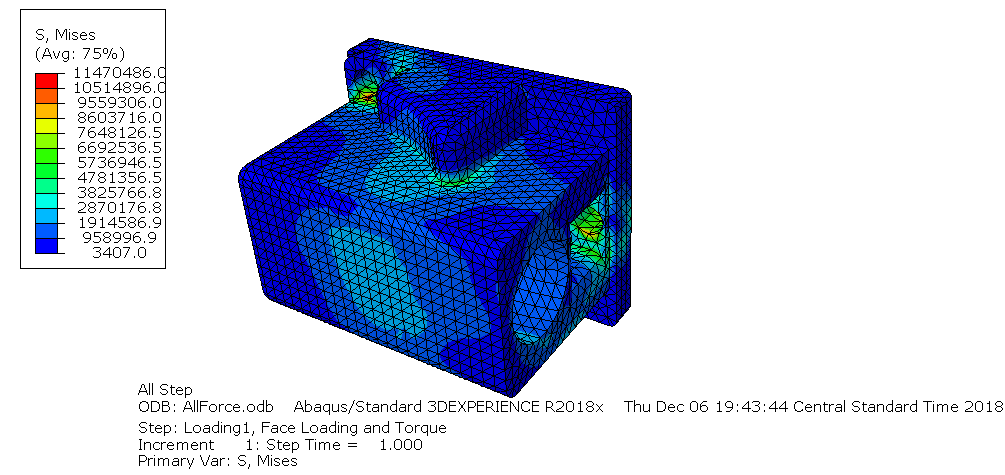 S, Mises
(Avg: 75%)
11470486.0
10514896.0
9559306.0
8603716.0
7648126.5
6692536.5
5736946.5
4781356.5
3825766.8
2870176.8
1914586.9
958996.9
3407.0
All Step
ODB: AllForce.odb    Abaqus/Standard 3DEXPERIENCE R2018x    Thu Dec 06 19:43:44 Central Standard Time 2018
Step: Loading1, Face Loading and Torque
Increment      1: Step Time =    1.000
Primary Var: S, Mises